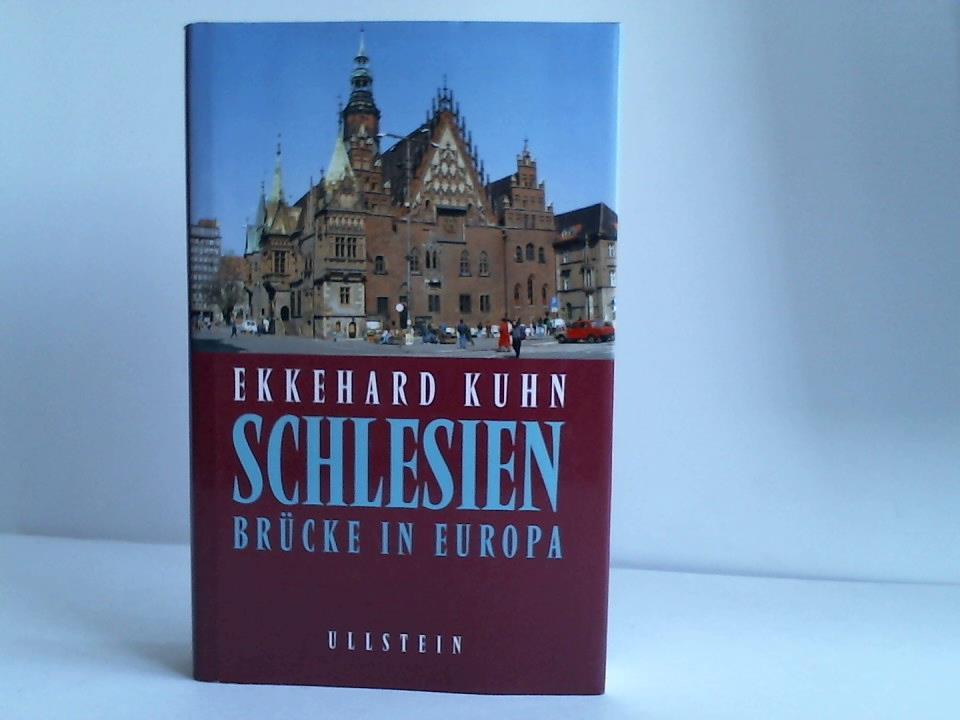 EKKEHARD KUHN
SCHLESIEN
BRÜCKE IN EUROPA
ULLSTEIN